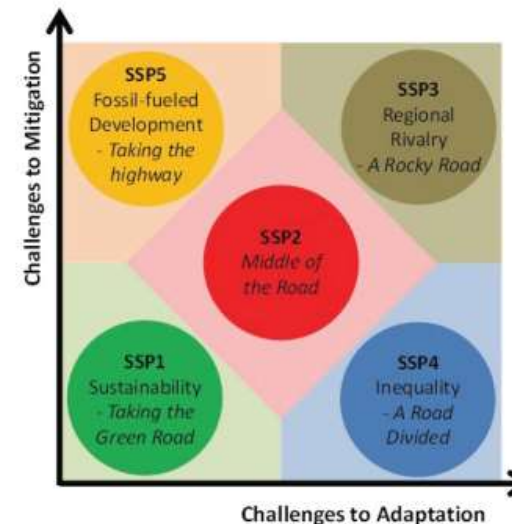 Challenges to Mitigation
SSP5
Fossil-fueled
Development
- Taking the
highway
SSP3
Regional
Rivalry
- A Rocky Road
SSP2
Middle of
the Road
SSP1
Sustainability
- Taking the
Green Road
SSP4
Inequality
- A Road
Divided
Challenges to Adaptation